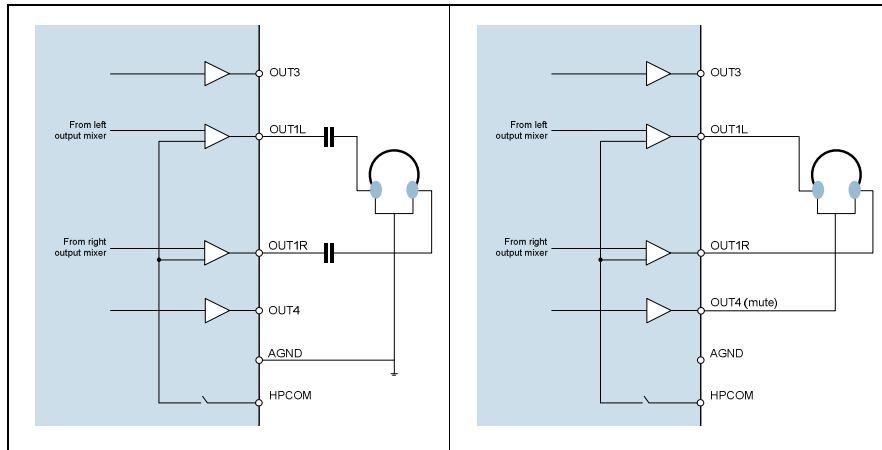 OUT3
From left
output mixer
OUT1L
From right
output mixer
OUT1R
OUT4
AGND
HPCOM
OUT3
From left
output mixer
OUT1L
From right
output mixer
OUT1R
OUT4 (mute)
AGND
HPCOM